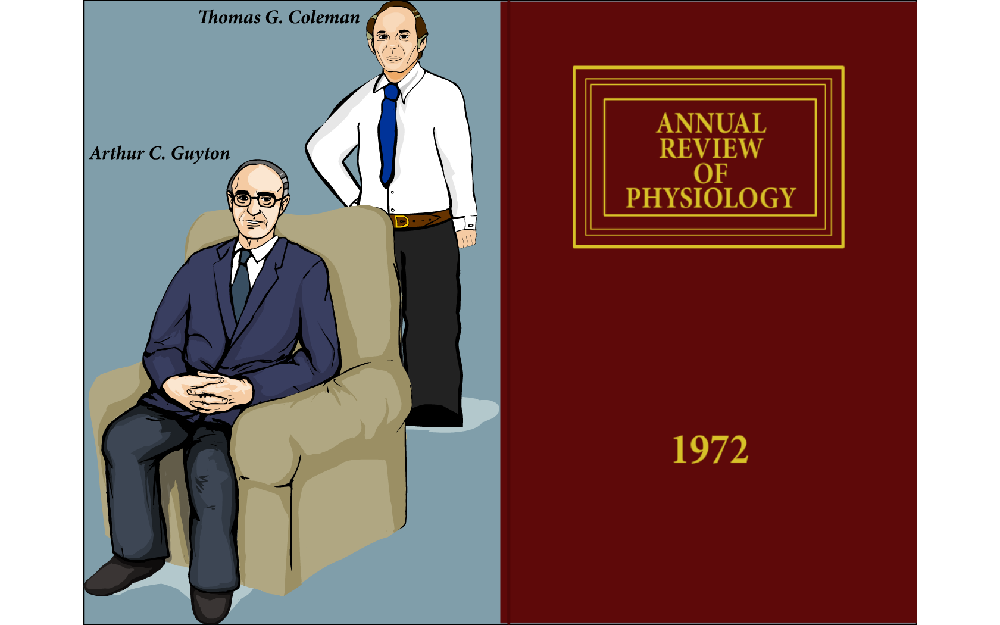 Thomas G. Coleman
Arthur C. Guyton
ANNUAL
REVIEW
OF
PHYSIOLOGY
1972